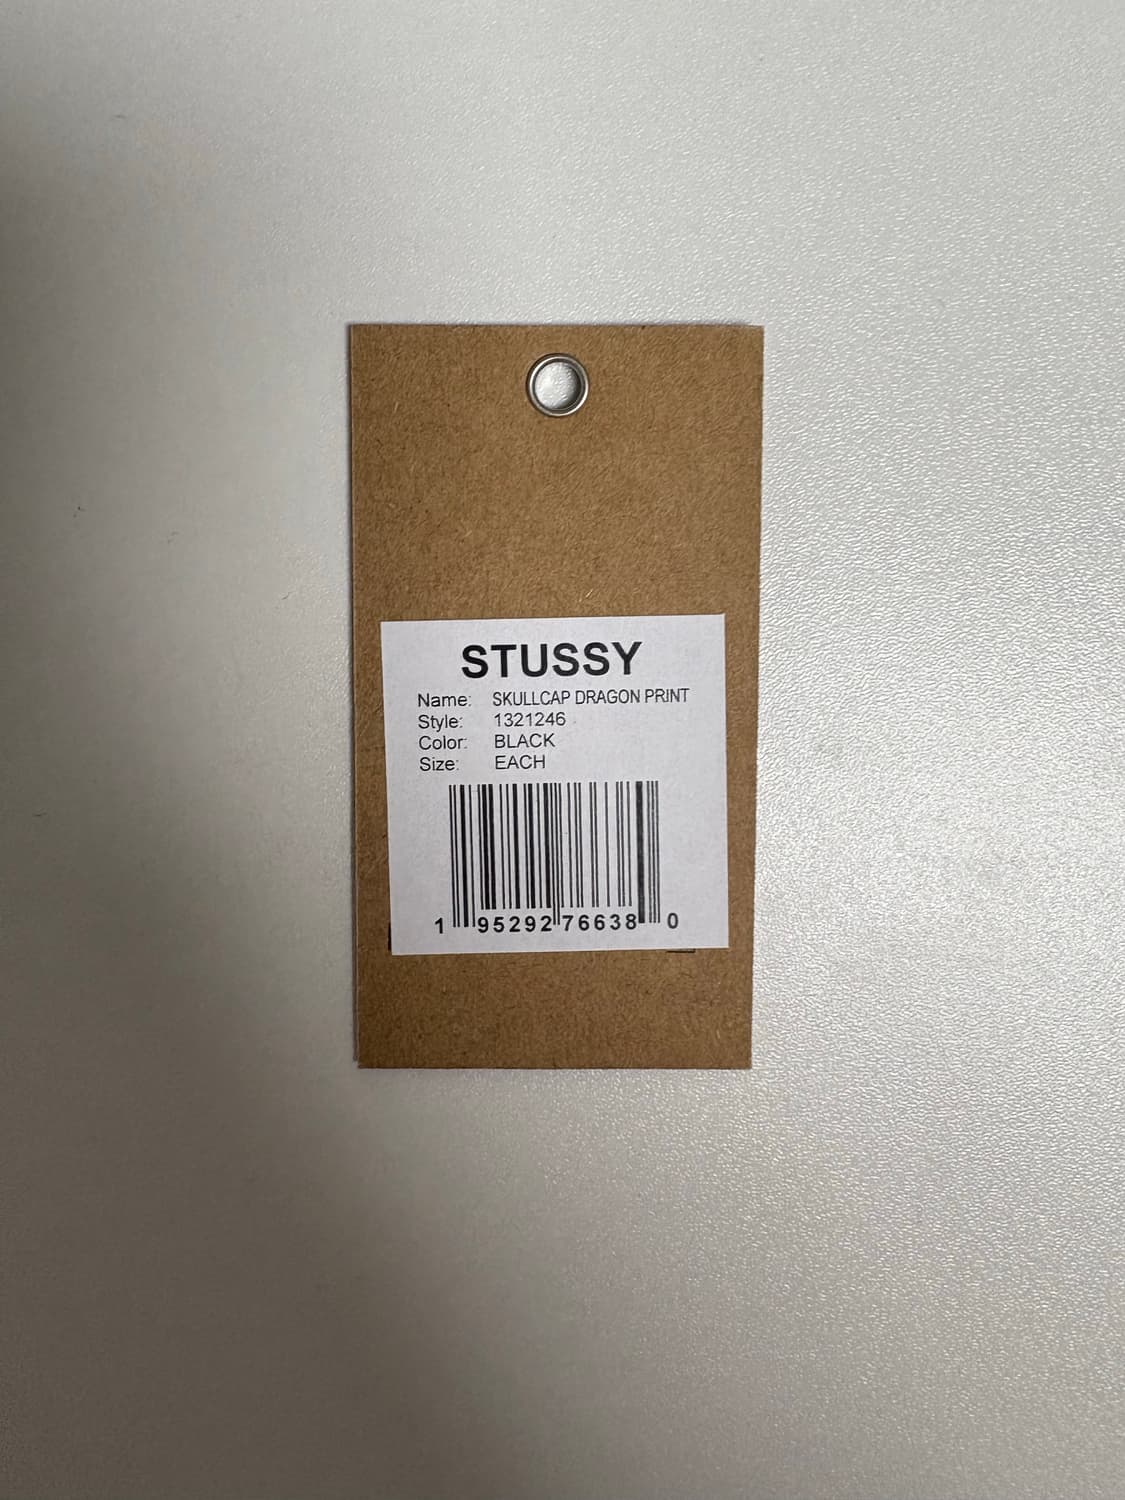 STUSSY
Name: SKULLCAP DRAGON PRINT
Style: 1321246
Color: BLACK
Size: EACH
1 95292 76638 0